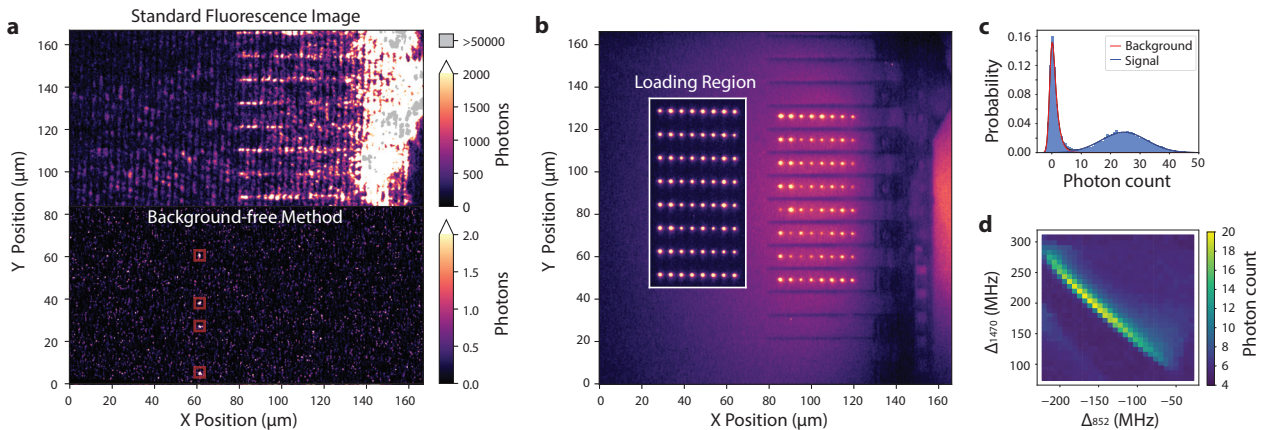 a
Standard Fluorescence Image
160
140
120
100
80
60
40
20
0
Y Position (μm)
Background-free Method
0 20 40 60 80 100 120 140 160
X Position (μm)
>50000
2000
1500
1000
500
0
Photons
2.0
1.5
1.0
0.5
0.0
Photons
b
160
140
120
100
80
60
40
20
0
Y Position (μm)
Loading Region
0 20 40 60 80 100 120 140 160
X Position (μm)
c
0.16
0.12
0.08
0.04
0.00
Probability
Background
Signal
0 10 20 30 40 50
Photon count
d
300
250
200
150
100
Δ1470 (MHz)
−200 −150 −100 −50
Δ852 (MHz)
20
18
16
14
12
10
8
6
4
Photon count